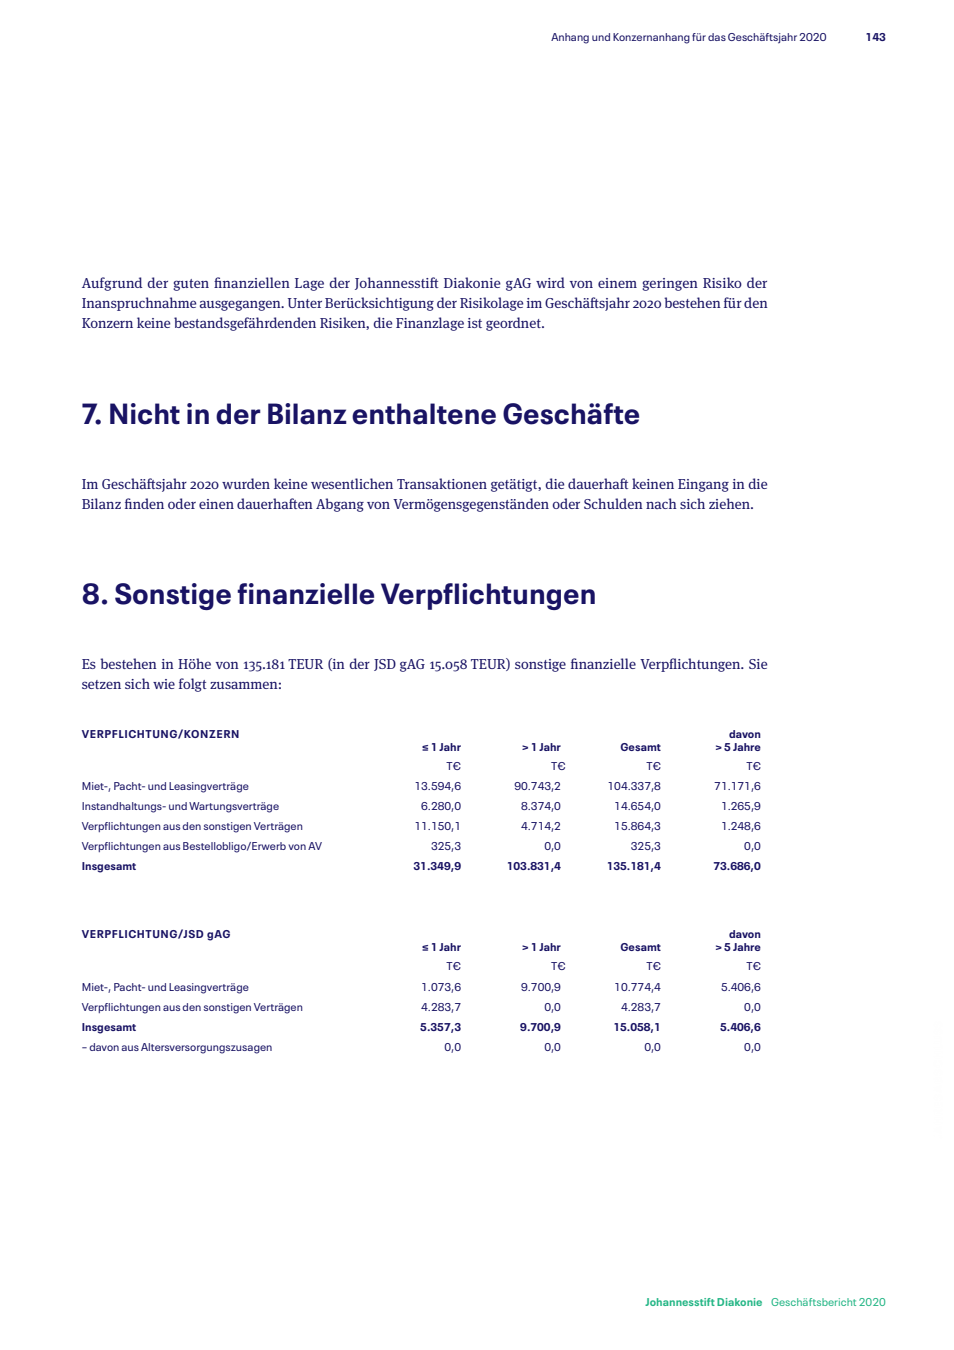 Anhang und Konzernanhang für das Geschäftsjahr 2020 143
Aufgrund der guten finanziellen Lage der Johannesstift Diakonie gAG wird von einem geringen Risiko der
Inanspruchnahme ausgegangen. Unter Berücksichtigung der Risikolage im Geschäftsjahr 2020 bestehen für den
Konzern keine bestandsgefährdenden Risiken, die Finanzlage ist geordnet.
7. Nicht in der Bilanz enthaltene Geschäfte
Im Geschäftsjahr 2020 wurden keine wesentlichen Transaktionen getätigt, die dauerhaft keinen Eingang in die
Bilanz finden oder einen dauerhaften Abgang von Vermögensgegenständen oder Schulden nach sich ziehen.
8. Sonstige finanzielle Verpflichtungen
Es bestehen in Höhe von 135.181 TEUR (in der JSD gAG 15.058 TEUR) sonstige finanzielle Verpflichtungen. Sie
setzen sich wie folgt zusammen:
VERPFLICHTUNG/KONZERN davon
≤ 1 Jahr > 1 Jahr Gesamt > 5 Jahre
T€ T€ T€ T€
Miet-, Pacht- und Leasingverträge 13.594,6 90.743,2 104.337,8 71.171,6
Instandhaltungs- und Wartungsverträge 6.280,0 8.374,0 14.654,0 1.265,9
Verpflichtungen aus den sonstigen Verträgen 11.150,1 4.714,2 15.864,3 1.248,6
Verpflichtungen aus Bestellobligo/Erwerb von AV 325,3 0,0 325,3 0,0
Insgesamt 31.349,9 103.831,4 135.181,4 73.686,0
VERPFLICHTUNG/JSD gAG davon
≤ 1 Jahr > 1 Jahr Gesamt > 5 Jahre
T€ T€ T€ T€
Miet-, Pacht- und Leasingverträge 1.073,6 9.700,9 10.774,4 5.406,6
Verpflichtungen aus den sonstigen Verträgen 4.283,7 0,0 4.283,7 0,0
Insgesamt 5.357,3 9.700,9 15.058,1 5.406,6
– davon aus Altersversorgungszusagen 0,0 0,0 0,0 0,0
Johannesstift Diakonie Geschäftsbericht 2020